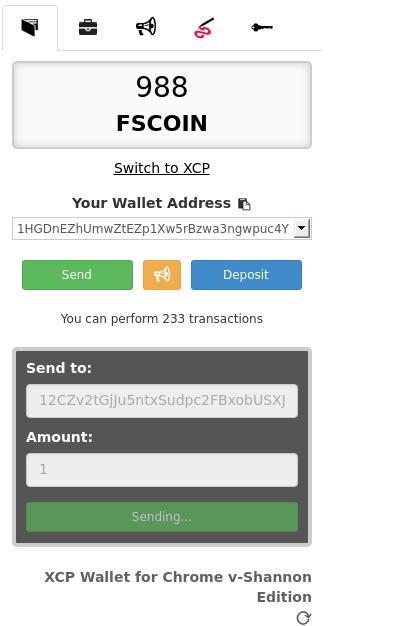 988
FSCOIN
Switch to XCP
Your Wallet Address
1HGDnEZhUmwZtEZp1Xw5rBzwa3ngwpuc4Y
Send
Deposit
You can perform 233 transactions
Send to:
12CZv2tGjJu5ntxSudpc2FBxobUSXJ
Amount:
1
Sending...
XCP Wallet for Chrome v-Shannon
Edition